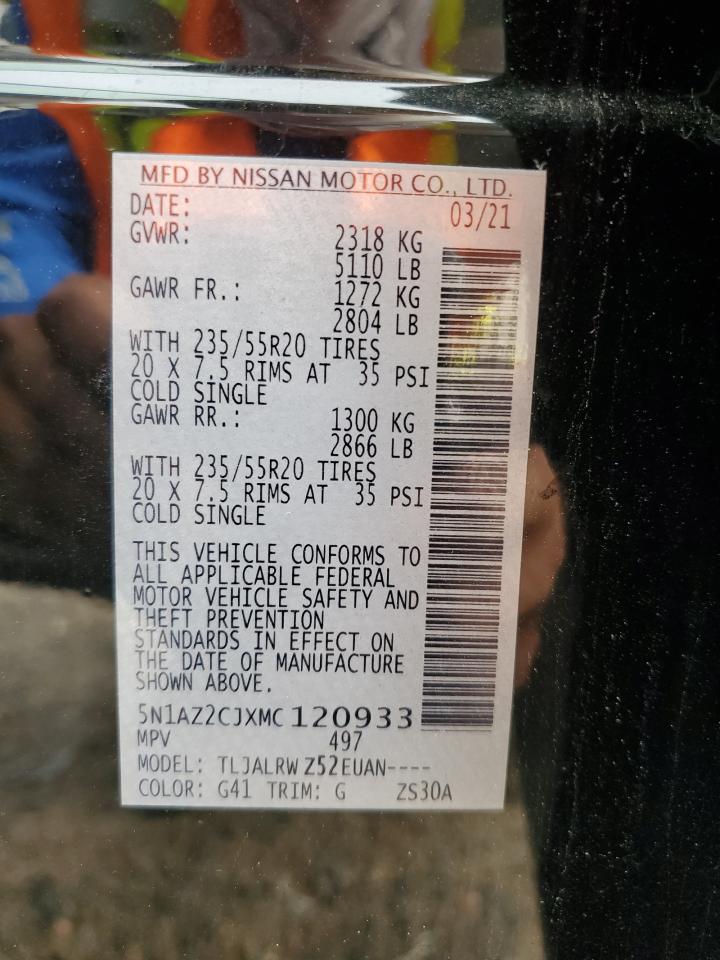 MFD BY NISSAN MOTOR CO., LTD.
DATE: 03/21
GVWR: 2318 KG
5110 LB
GAWR FR.: 1272 KG
2804 LB
WITH 235/55R20 TIRES
20 X 7.5 RIMS AT 35 PSI
COLD SINGLE
GAWR RR.: 1300 KG
2866 LB
WITH 235/55R20 TIRES
20 X 7.5 RIMS AT 35 PSI
COLD SINGLE
THIS VEHICLE CONFORMS TO
ALL APPLICABLE FEDERAL
MOTOR VEHICLE SAFETY AND
THEFT PREVENTION
STANDARDS IN EFFECT ON
THE DATE OF MANUFACTURE
SHOWN ABOVE.
5N1AZ2CJXMC120933
MPV 497
MODEL: TLJALRWZ52EUAN----
COLOR: G41 TRIM: G ZS30A